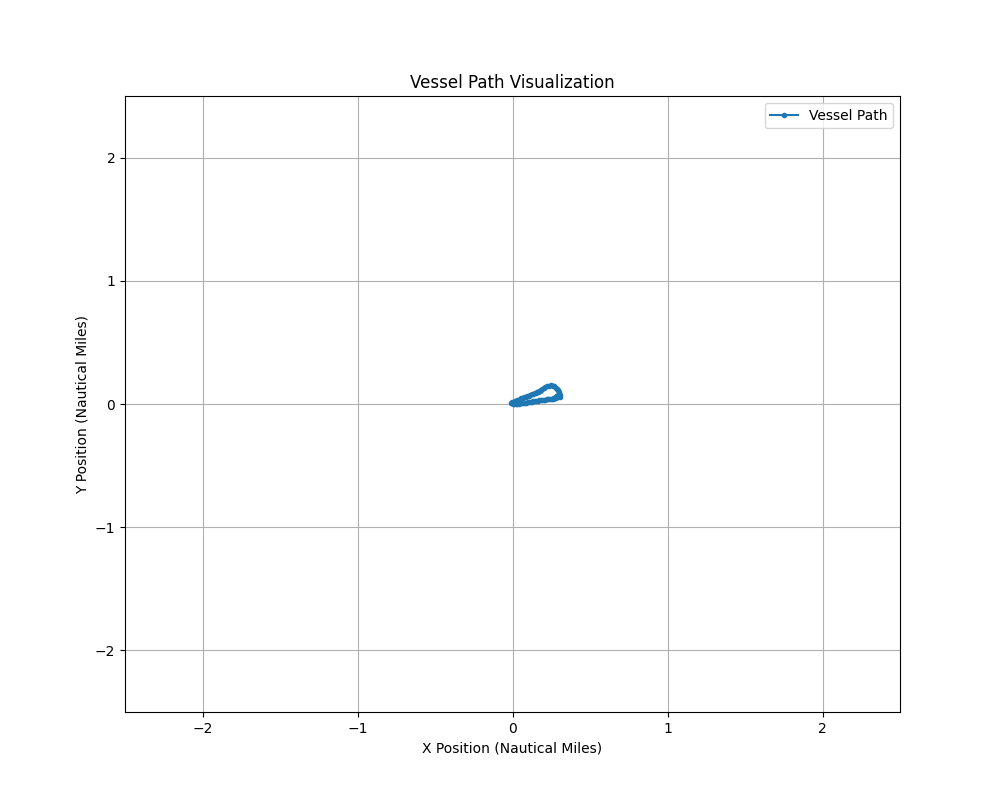 Vessel Path Visualization
Vessel Path
Y Position (Nautical Miles)
2
1
0
−1
−2
−2
−1
0
1
2
X Position (Nautical Miles)